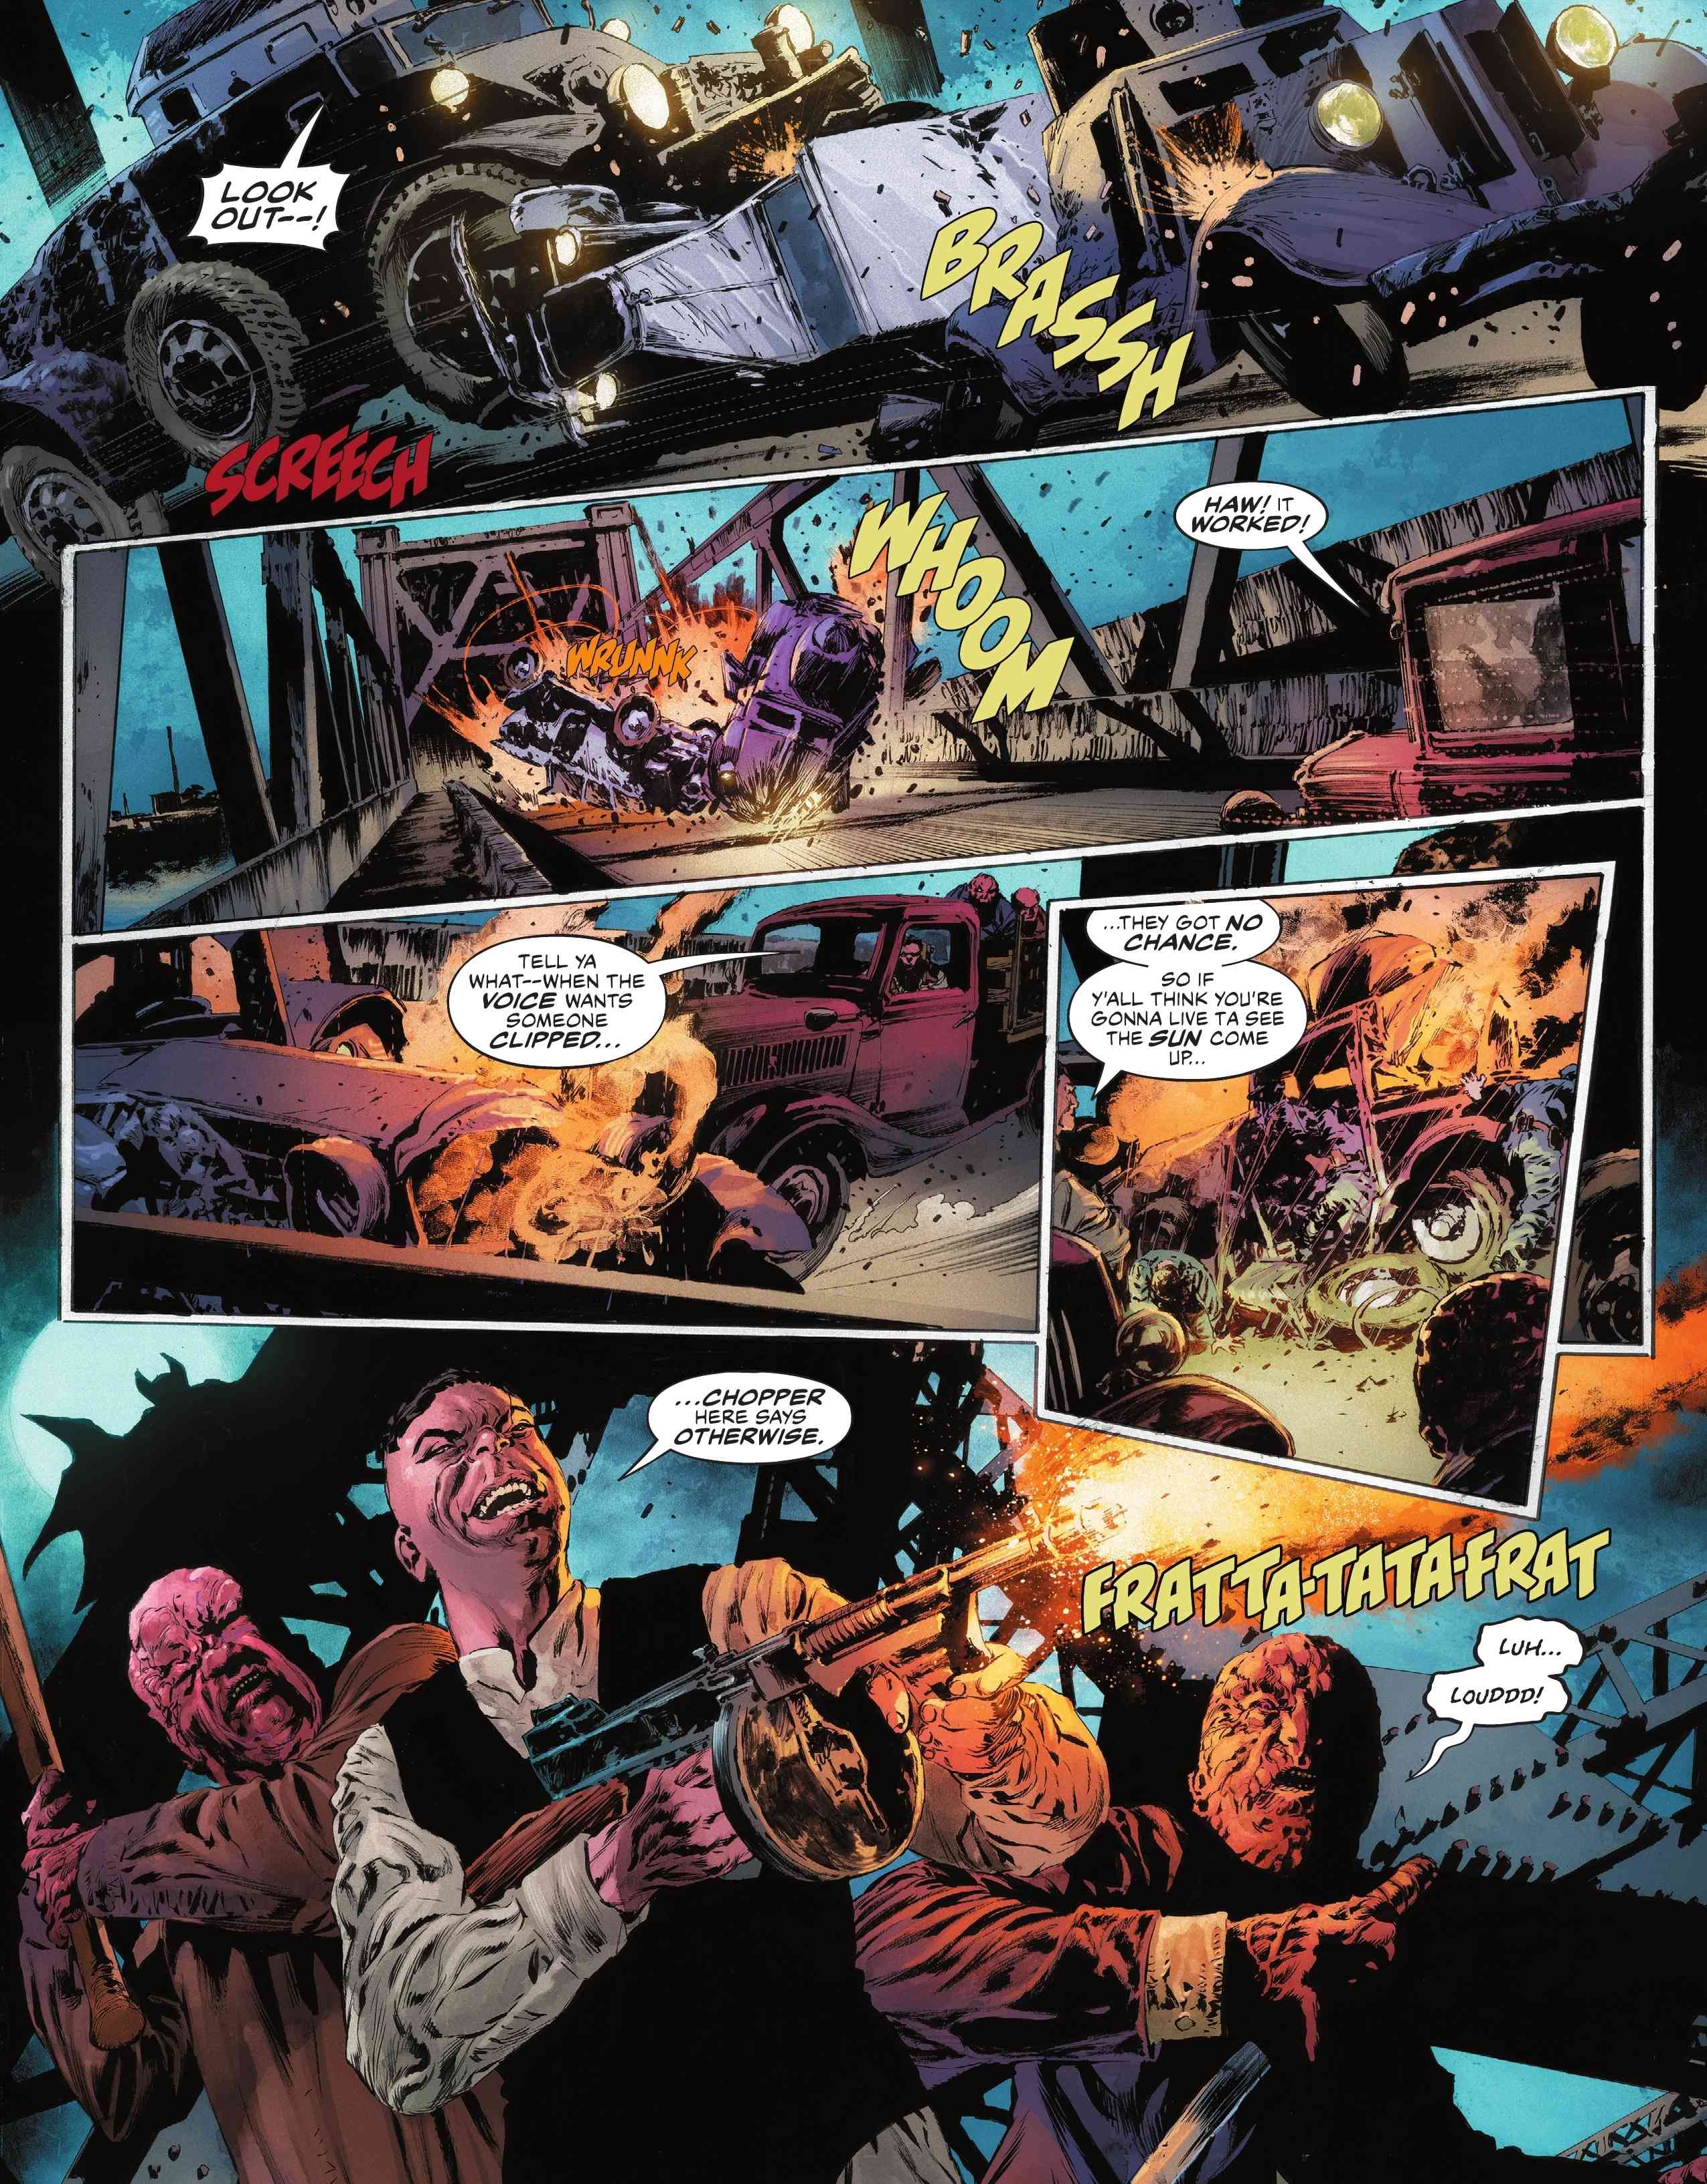 LOOK
OUT--!
BRASSH
SCREECH
WHOOM
HAW! IT
WORKED!
WRUNNK
TELL YA
WHAT--WHEN THE
VOICE WANTS
SOMEONE
CLIPPED...
...THEY GOT NO
CHANCE.
SO IF
Y'ALL THINK YOU'RE
GONNA LIVE TA SEE
THE SUN COME
UP...
...CHOPPER
HERE SAYS
OTHERWISE.
FRATTA-TATA-FRAT
LUH...
LOUDDD!